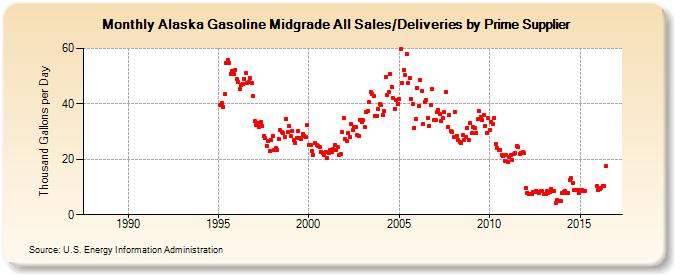 Monthly Alaska Gasoline Midgrade All Sales/Deliveries by Prime Supplier
Thousand Gallons per Day
60
40
20
0
1990 1995 2000 2005 2010 2015
Source: U.S. Energy Information Administration